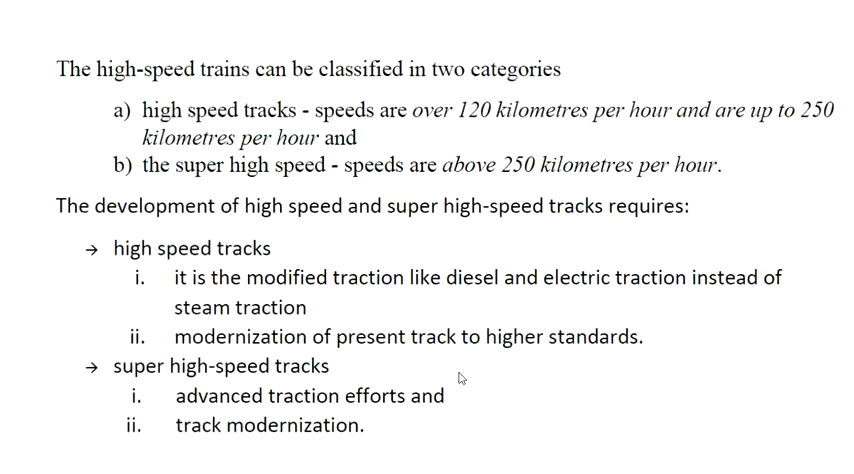 The high-speed trains can be classified in two categories
a) high speed tracks - speeds are over 120 kilometres per hour and are up to 250
kilometres per hour and
b) the super high speed - speeds are above 250 kilometres per hour.
The development of high speed and super high-speed tracks requires:
→ high speed tracks
i. it is the modified traction like diesel and electric traction instead of
steam traction
ii. modernization of present track to higher standards.
→ super high-speed tracks
i. advanced traction efforts and
ii. track modernization.